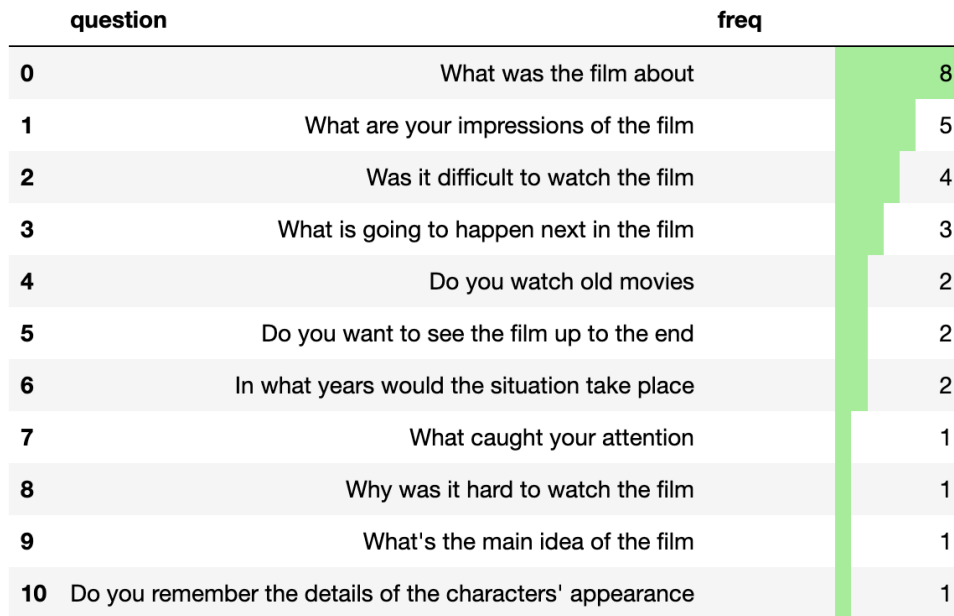 question freq
0 What was the film about 8
1 What are your impressions of the film 5
2 Was it difficult to watch the film 4
3 What is going to happen next in the film 3
4 Do you watch old movies 2
5 Do you want to see the film up to the end 2
6 In what years would the situation take place 2
7 What caught your attention 1
8 Why was it hard to watch the film 1
9 What's the main idea of the film 1
10 Do you remember the details of the characters' appearance 1